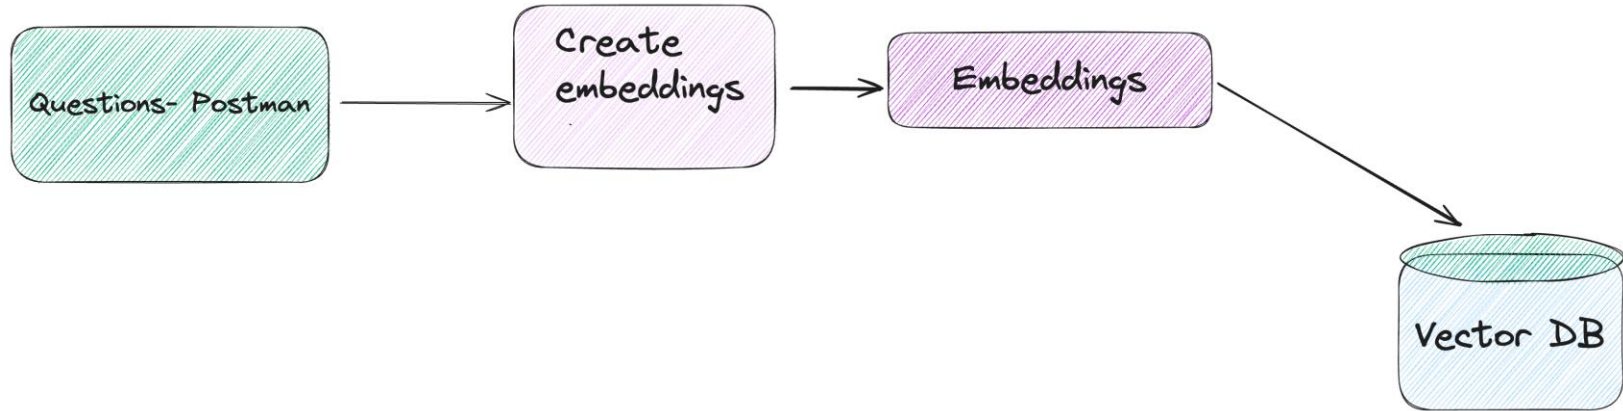 Questions- Postman
Create
embeddings
Embeddings
Vector DB